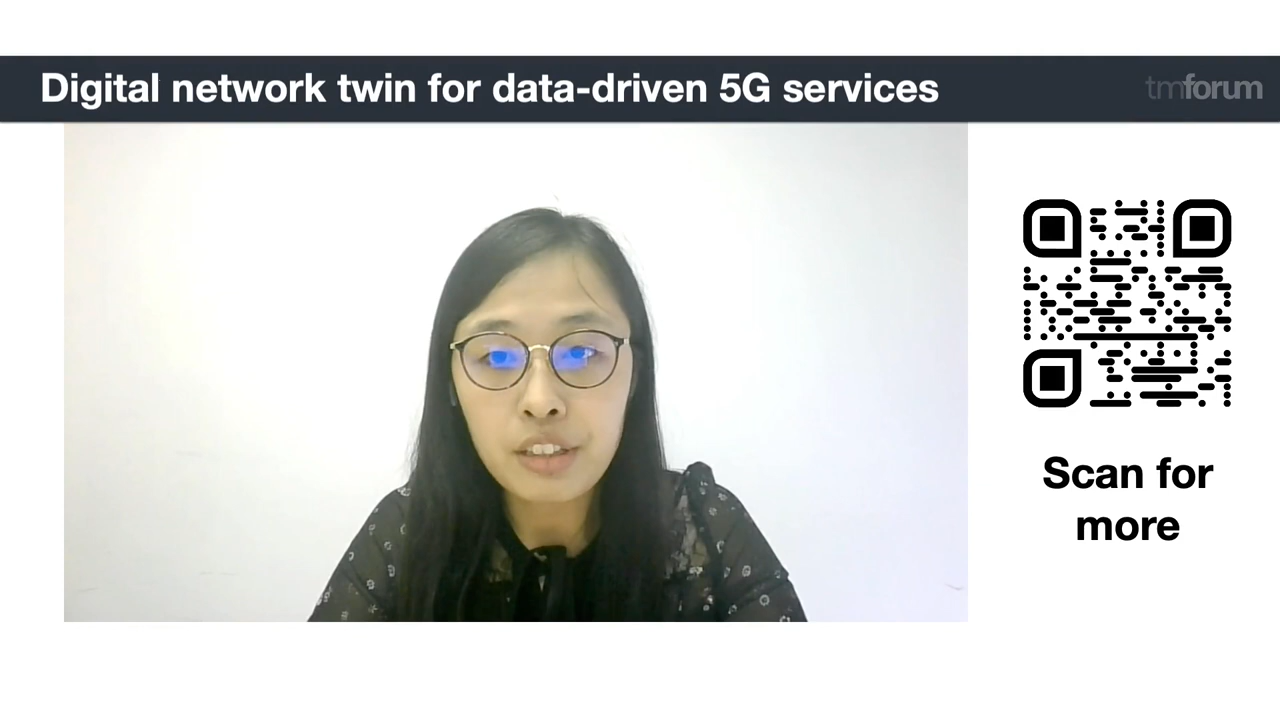 Digital network twin for data-driven 5G services
tmforum
Scan for
more